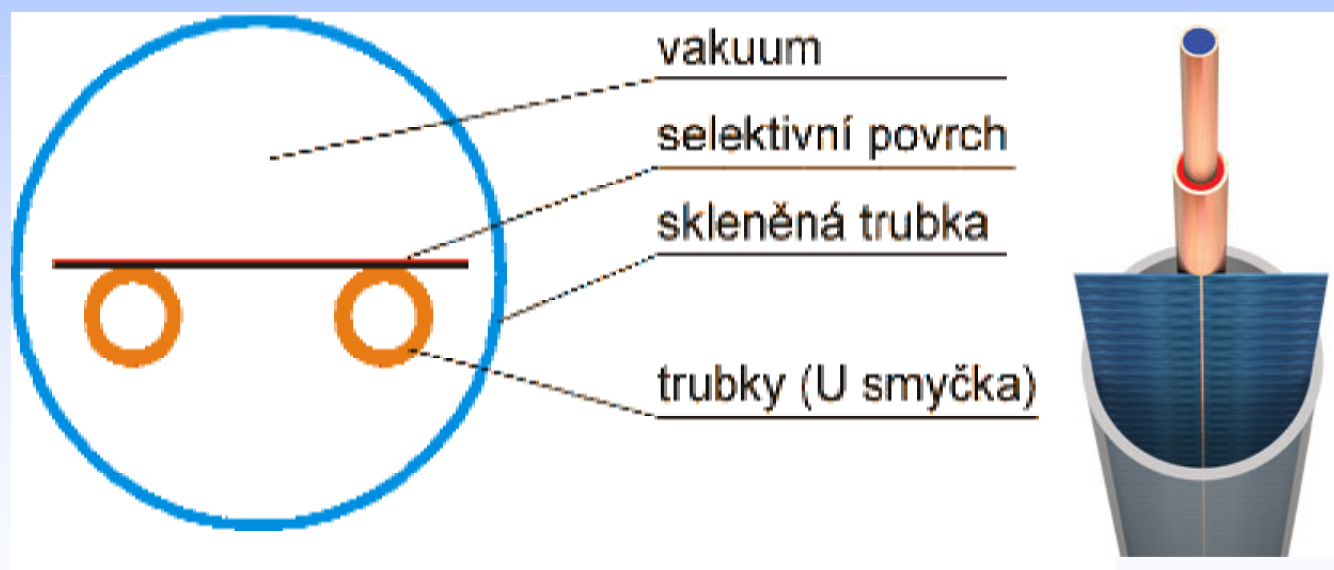 vakuum
selektivní povrch
skleněná trubka
trubky (U smyčka)